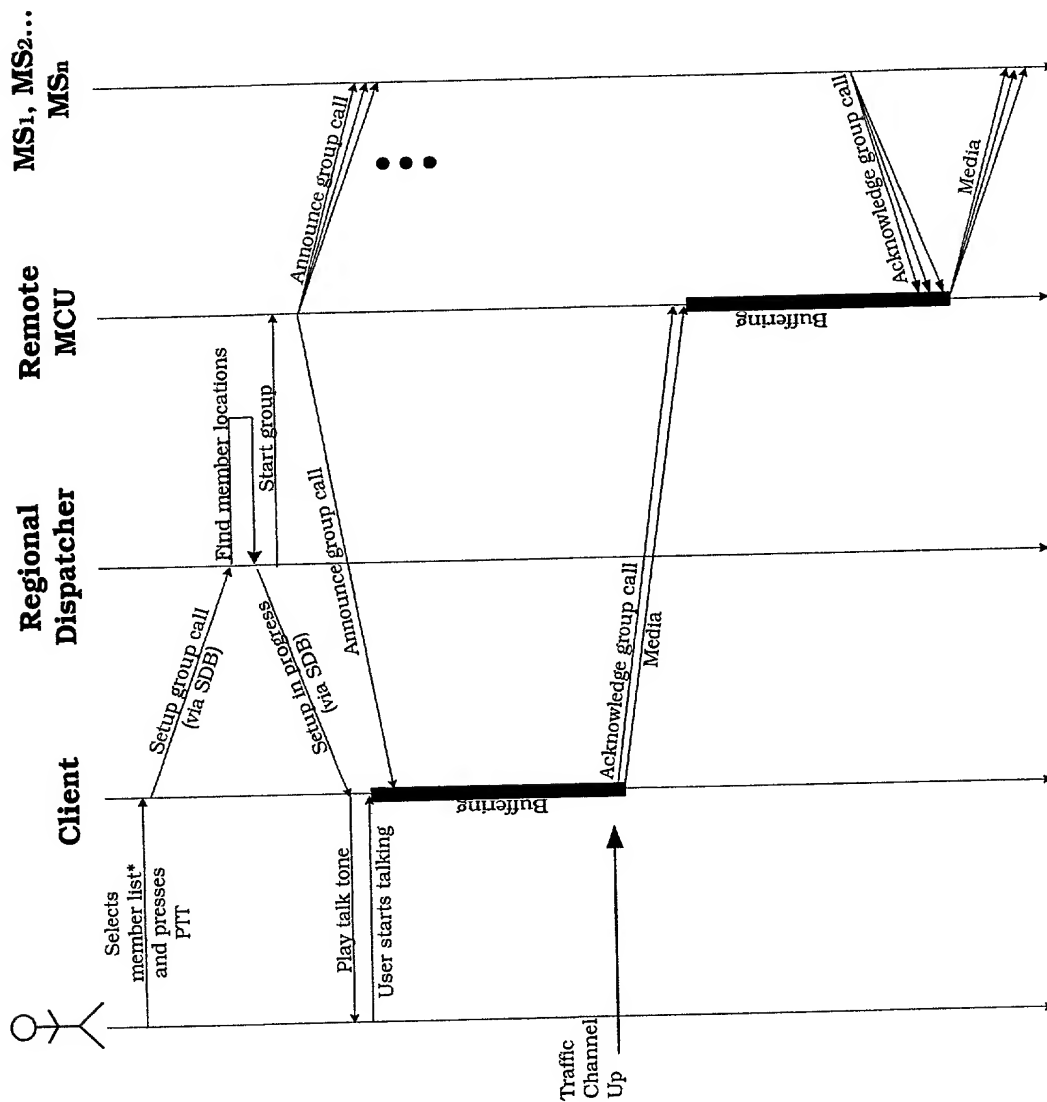 Client
Regional
Dispatcher
Remote
MCU
MS1, MS2...
MSn
Selects
member list*
and presses
PTT
Setup group call
(via SDB)
Find member locations
Start group
Setup in progress
(via SDB)
Announce group call
Announce group call
Play talk tone
User starts talking
Buffering
Traffic
Channel
Up
Acknowledge group call
Media
Buffering
Acknowledge group call
Media